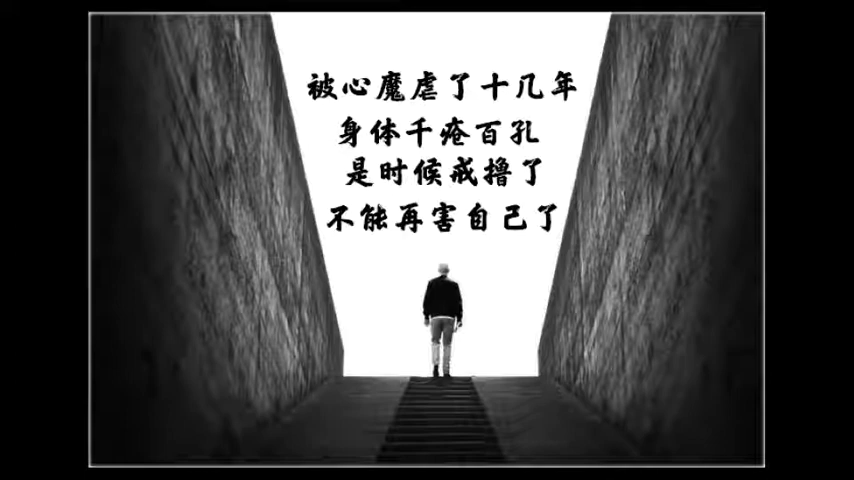 被心魔虐了十几年
身体千疮百孔
是时候戒撸了
不能再害自己了